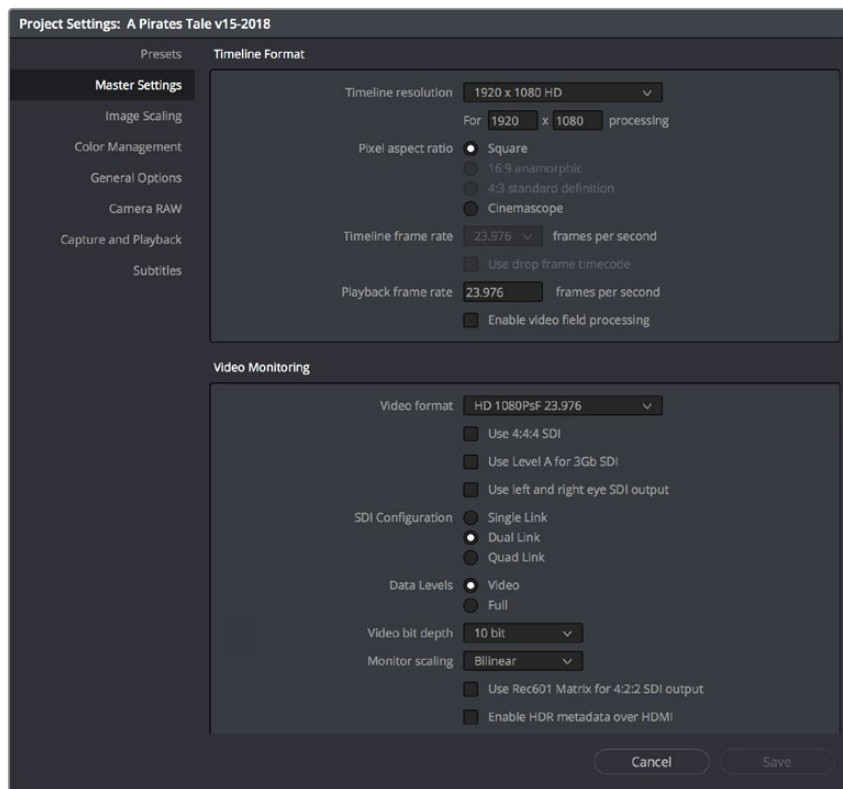 Project Settings: A Pirates Tale v15-2018
Presets
Master Settings
Image Scaling
Color Management
General Options
Camera RAW
Capture and Playback
Subtitles
Timeline Format
Timeline resolution 1920 x 1080 HD
For 1920 x 1080 processing
Pixel aspect ratio Square
16:9 anamorphic
4:3 standard definition
Cinemascope
Timeline frame rate 23.976 frames per second
Use drop frame timecode
Playback frame rate 23.976 frames per second
Enable video field processing
Video Monitoring
Video format HD 1080PsF 23.976
Use 4:4:4 SDI
Use Level A for 3Gb SDI
Use left and right eye SDI output
SDI Configuration Single Link
Dual Link
Quad Link
Data Levels Video
Full
Video bit depth 10 bit
Monitor scaling Bilinear
Use Rec601 Matrix for 4:2:2 SDI output
Enable HDR metadata over HDMI
Cancel Save